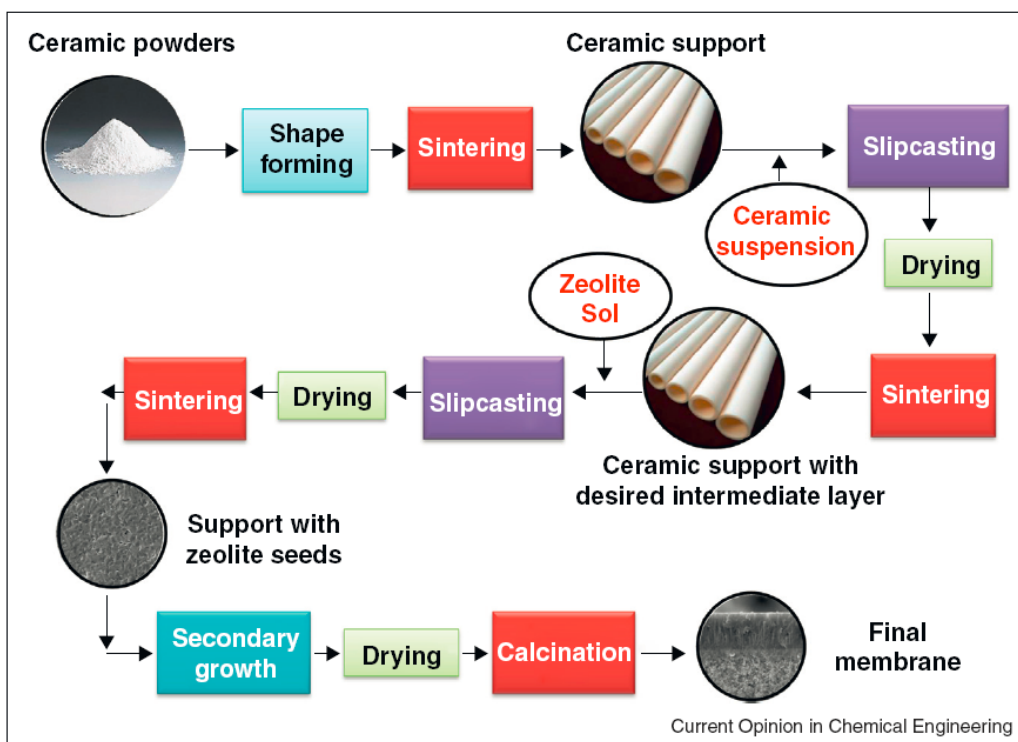 Ceramic powders
Ceramic support
Shape
forming
Sintering
Slipcasting
Ceramic
suspension
Drying
Zeolite
Sol
Sintering
Drying
Slipcasting
Sintering
Ceramic support with
desired intermediate layer
Support with
zeolite seeds
Secondary
growth
Drying
Calcination
Final
membrane
Current Opinion in Chemical Engineering